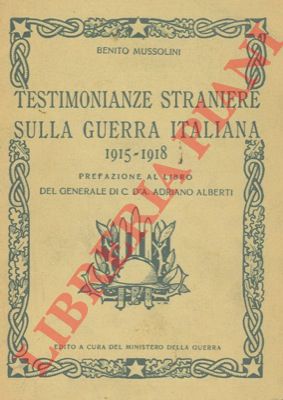 BENITO MUSSOLINI
TESTIMONIANZE STRANIERE
SULLA GUERRA ITALIANA
1915-1918
PREFAZIONE AL LIBRO
DEL GENERALE DI C. D'A. ADRIANO ALBERTI
EDITO A CURA DEL MINISTERO DELLA GUERRA
LIBRERIA PIANI